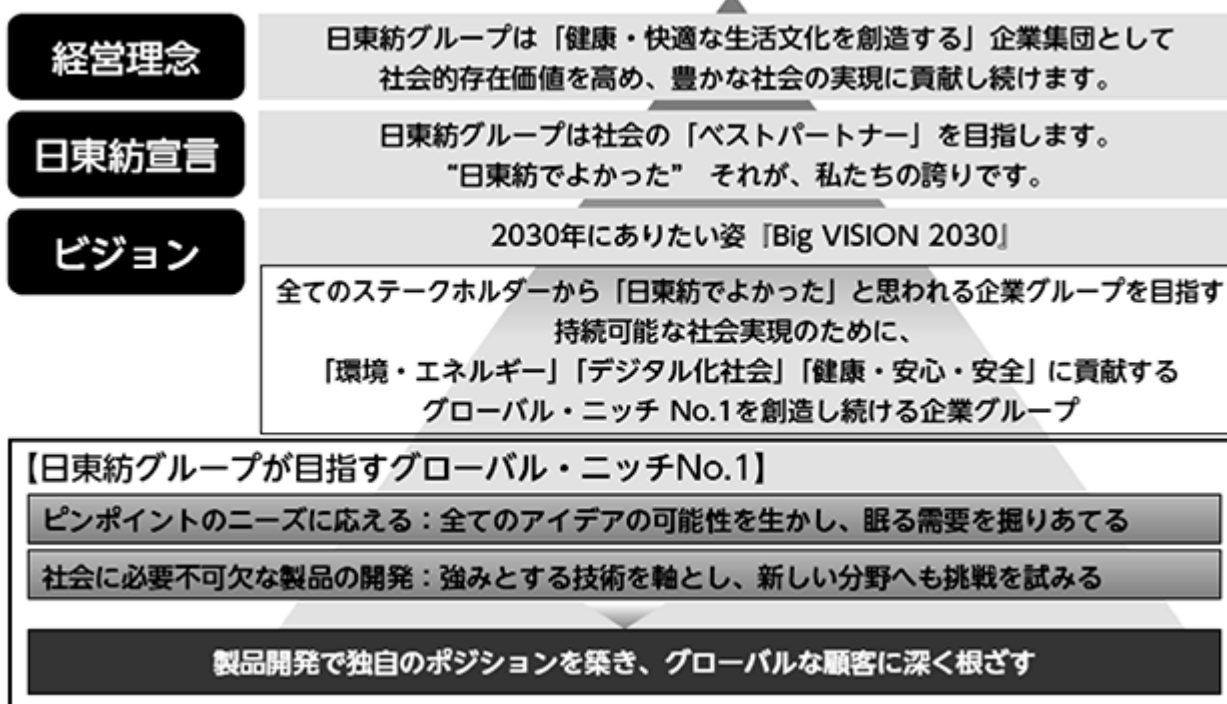 経営理念
日東紡グループは「健康・快適な生活文化を創造する」企業集団として
社会的存在価値を高め、豊かな社会の実現に貢献し続けます。
日東紡宣言
日東紡グループは社会の「ベストパートナー」を目指します。
“日東紡でよかった” それが、私たちの誇りです。
ビジョン
2030年にありたい姿『Big VISION 2030』
全てのステークホルダーから「日東紡でよかった」と思われる企業グループを目指す
持続可能な社会実現のために、
「環境・エネルギー」「デジタル化社会」「健康・安心・安全」に貢献する
グローバル・ニッチ No.1を創造し続ける企業グループ
【日東紡グループが目指すグローバル・ニッチNo.1】
ピンポイントのニーズに応える：全てのアイデアの可能性を生かし、眠る需要を掘りあてる
社会に必要不可欠な製品の開発：強みとする技術を軸とし、新しい分野へも挑戦を試みる
製品開発で独自のポジションを築き、グローバルな顧客に深く根ざす